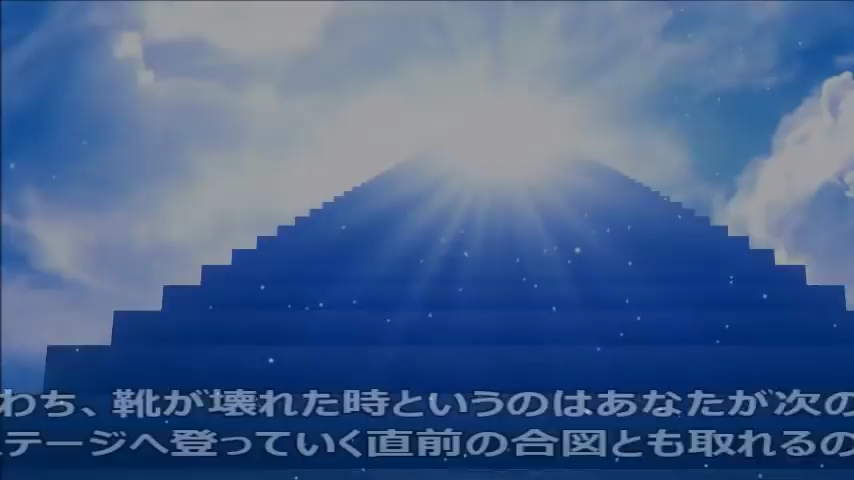 わち、靴が壊れた時というのはあなたが次の
ステージへ登っていく直前の合図とも取れるの